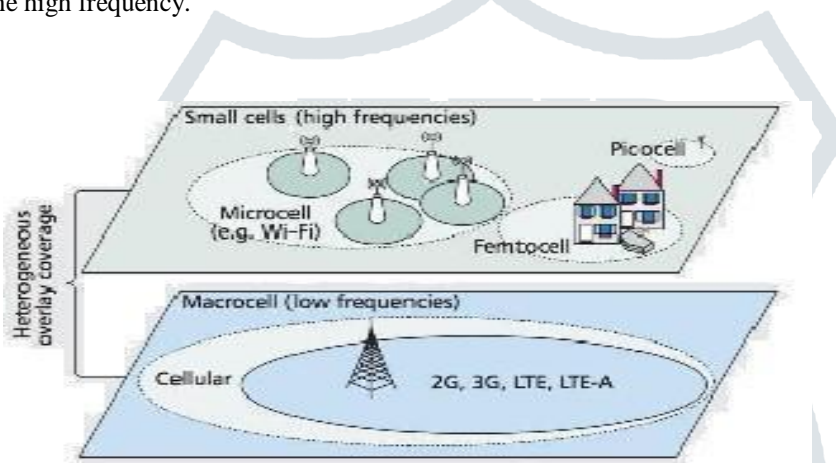 ne high frequency.
Small cells (high frequencies)
Picocell
Microcell
(e.g. Wi-Fi)
Femtocell
Heterogeneous
overlay coverage
Macrocell (low frequencies)
Cellular
2G, 3G, LTE, LTE-A